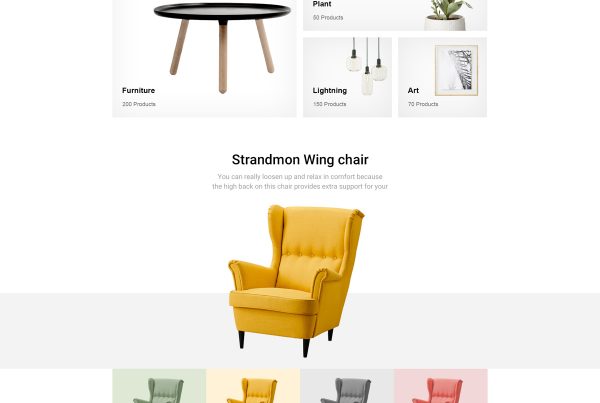 Plant
50 Products
Furniture
200 Products
Lightning
150 Products
Art
70 Products
Strandmon Wing chair
You can really loosen up and relax in comfort because
the high back on this chair provides extra support for your